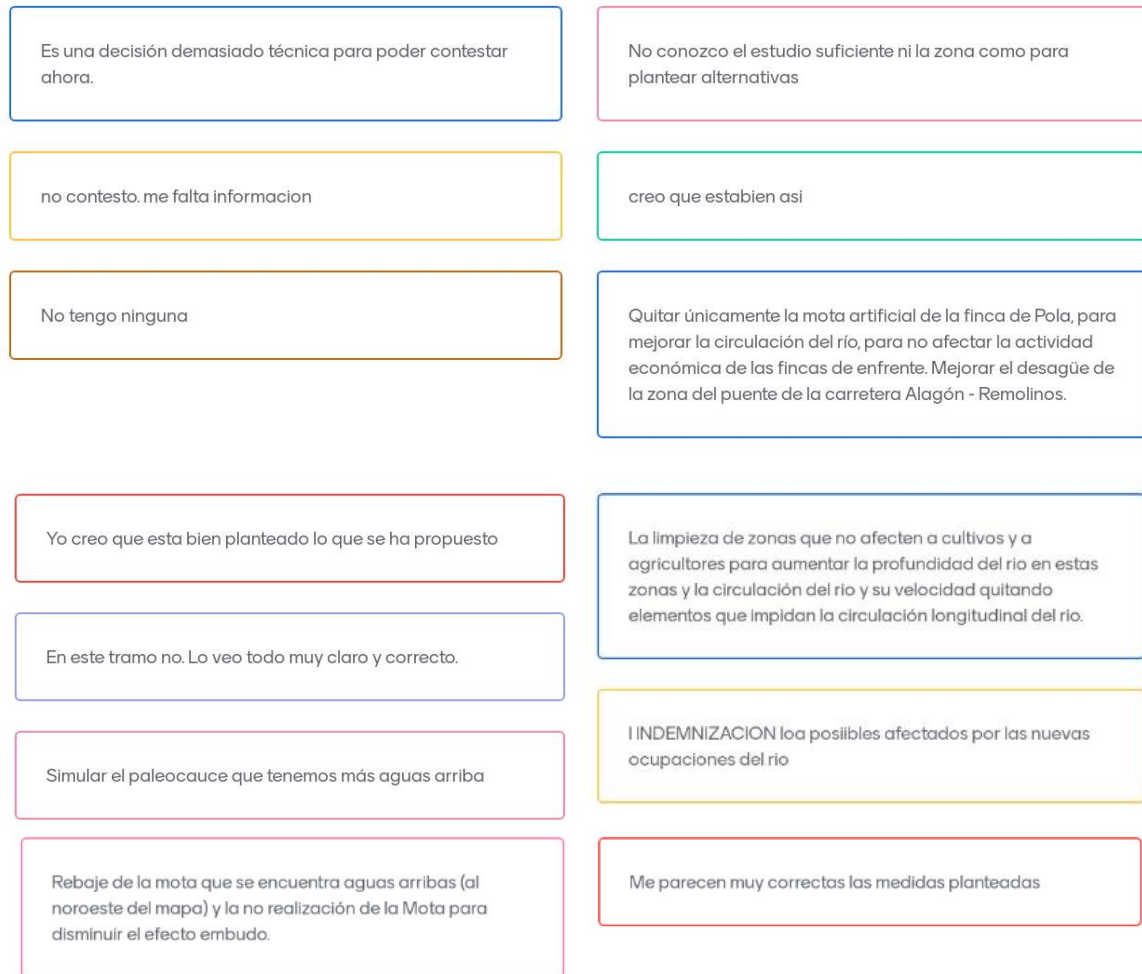 Es una decisión demasiado técnica para poder contestar
ahora.
No conozco el estudio suficiente ni la zona como para
plantear alternativas
no contesto. me falta informacion
creo que estabien asi
No tengo ninguna
Quitar únicamente la mota artificial de la finca de Pola, para
mejorar la circulación del río, para no afectar la actividad
económica de las fincas de enfrente. Mejorar el desagüe de
la zona del puente de la carretera Alagón - Remolinos.
Yo creo que esta bien planteado lo que se ha propuesto
La limpieza de zonas que no afecten a cultivos y a
agricultores para aumentar la profundidad del rio en estas
zonas y la circulación del rio y su velocidad quitando
elementos que impidan la circulación longitudinal del rio.
En este tramo no. Lo veo todo muy claro y correcto.
I INDEMNIZACION loa posiibles afectados por las nuevas
ocupaciones del rio
Simular el paleocauce que tenemos más aguas arriba
Rebaje de la mota que se encuentra aguas arribas (al
noroeste del mapa) y la no realización de la Mota para
disminuir el efecto embudo.
Me parecen muy correctas las medidas planteadas